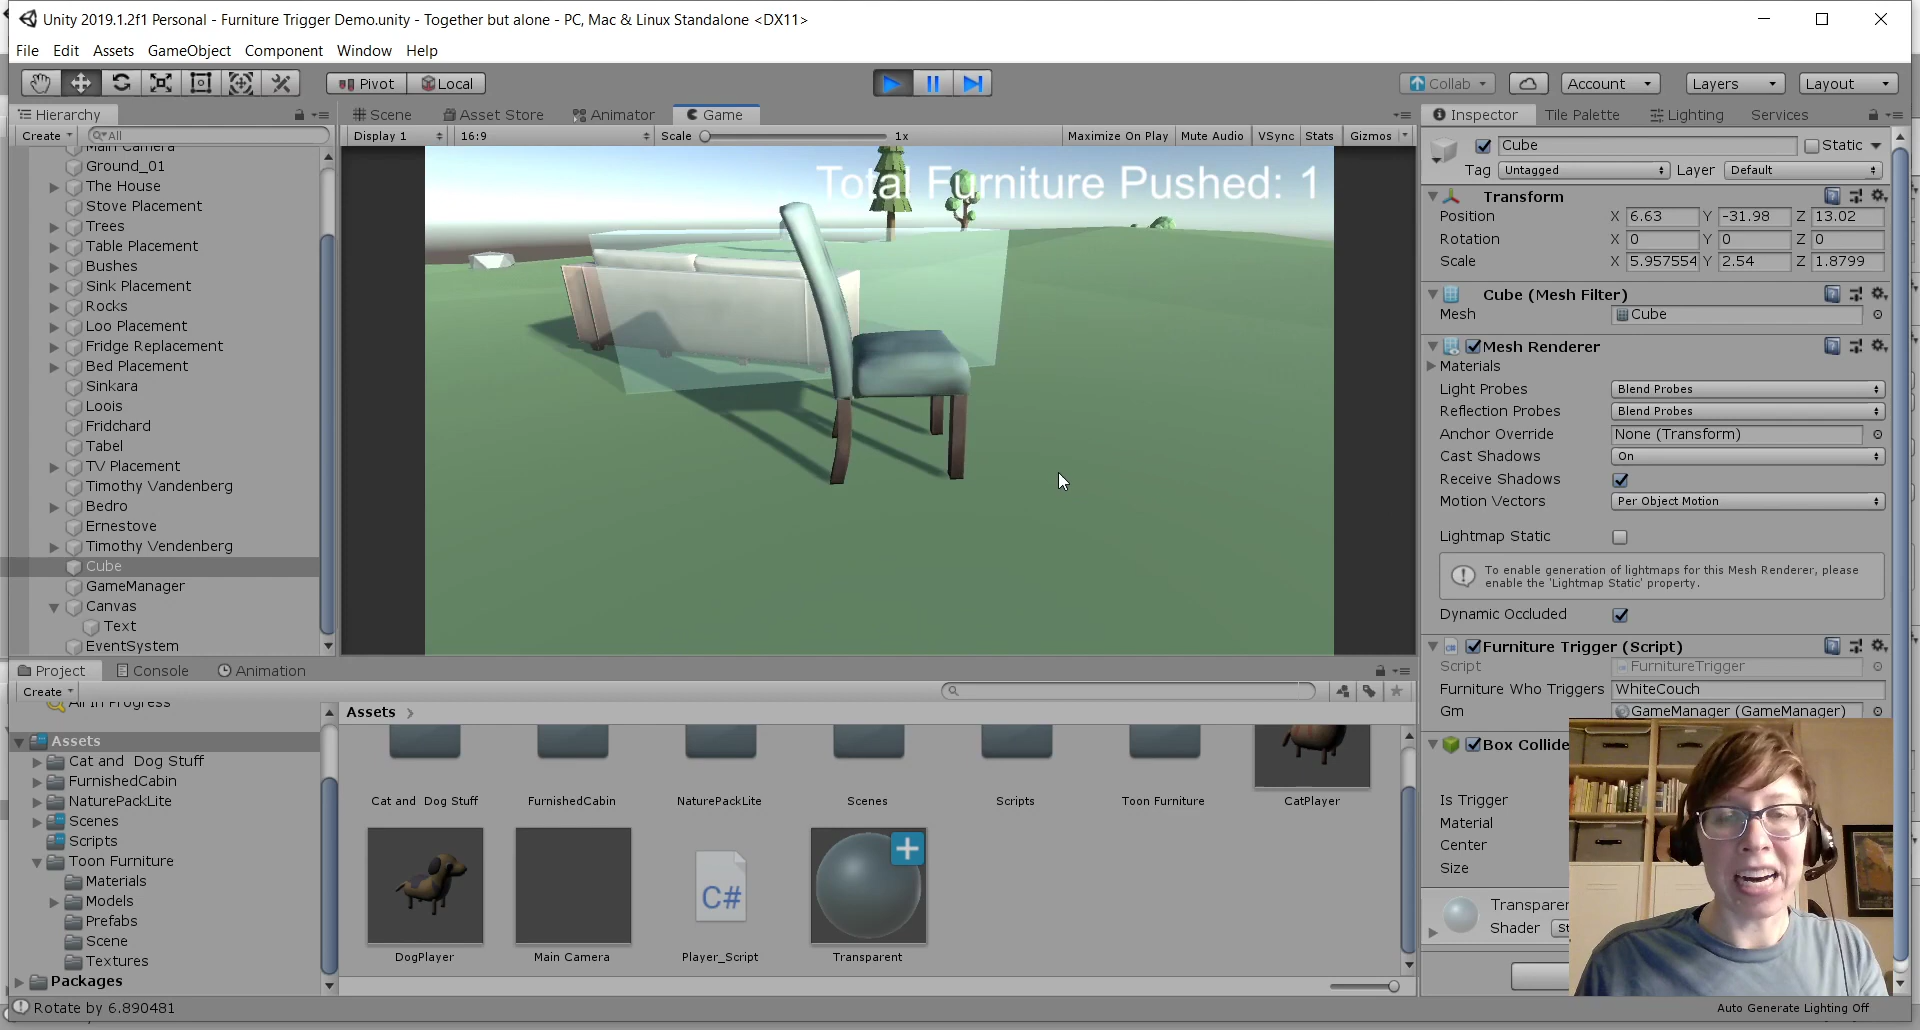 Unity 2019.1.2f1 Personal - Furniture Trigger Demo.unity - Together but alone - PC, Mac & Linux Standalone <DX11>
File Edit Assets GameObject Component Window Help
Pivot Local Collab Account Layers Layout
Hierarchy
Create All
Main Camera
Ground_01
The House
Stove Placement
Trees
Table Placement
Bushes
Sink Placement
Rocks
Loo Placement
Fridge Replacement
Bed Placement
Sinkara
Loois
Fridchard
Tabel
TV Placement
Timothy Vandenberg
Bedro
Ernestove
Timothy Vendenberg
Cube
GameManager
Canvas
Text
EventSystem
Scene Asset Store Animator Game
Display 1 16:9 Scale 1x Maximize On Play Mute Audio VSync Stats Gizmos
Total Furniture Pushed: 1
Inspector Tile Palette Lighting Services
Cube Static
Tag Untagged Layer Default
Transform
Position X 6.63 Y -31.98 Z 13.02
Rotation X 0 Y 0 Z 0
Scale X 5.957554 Y 2.54 Z 1.8799
Cube (Mesh Filter)
Mesh Cube
Mesh Renderer
Materials
Light Probes Blend Probes
Reflection Probes Blend Probes
Anchor Override None (Transform)
Cast Shadows On
Receive Shadows
Motion Vectors Per Object Motion
Lightmap Static
To enable generation of lightmaps for this Mesh Renderer, please
enable the 'Lightmap Static' property.
Dynamic Occluded
Furniture Trigger (Script)
Script FurnitureTrigger
Furniture Who Triggers WhiteCouch
Gm GameManager (GameManager)
Box Collide
Is Trigger
Material
Center
Size
Transparen
Shader St
Project Console Animation
Create
All In Progress
Assets
Cat and Dog Stuff
FurnishedCabin
NaturePackLite
Scenes
Scripts
Toon Furniture
Materials
Models
Prefabs
Scene
Textures
Packages
Assets
Cat and Dog Stuff FurnishedCabin NaturePackLite Scenes Scripts Toon Furniture CatPlayer
C#
DogPlayer Main Camera Player_Script Transparent
Rotate by 6.890481
Auto Generate Lighting Off